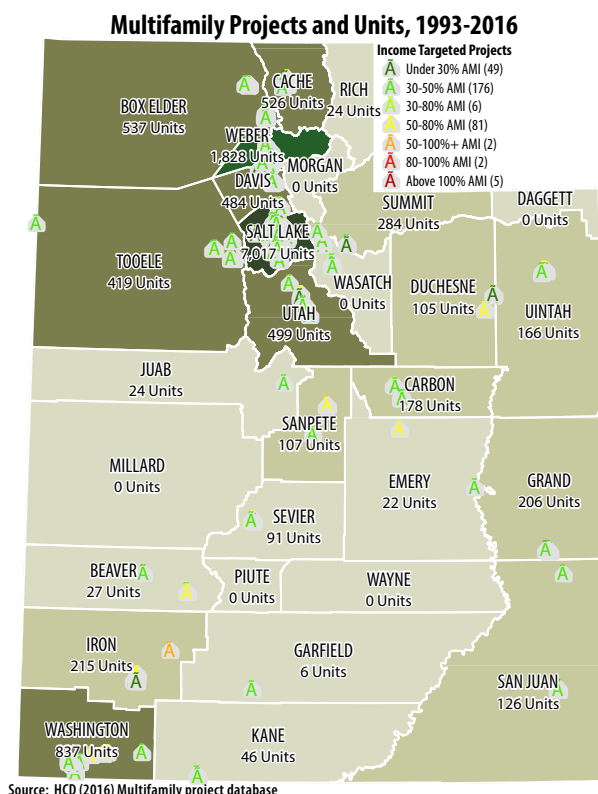 Multifamily Projects and Units, 1993-2016
Income Targeted Projects
Under 30% AMI (49)
30-50% AMI (176)
30-80% AMI (6)
50-80% AMI (81)
50-100%+ AMI (2)
80-100% AMI (2)
Above 100% AMI (5)
BOX ELDER
537 Units
CACHE
526 Units
RICH
24 Units
WEBER
1,828 Units
MORGAN
0 Units
DAVIS
484 Units
SUMMIT
284 Units
DAGGETT
0 Units
SALT LAKE
7,017 Units
TOOELE
419 Units
WASATCH
0 Units
DUCHESNE
105 Units
UINTAH
166 Units
UTAH
499 Units
JUAB
24 Units
CARBON
178 Units
SANPETE
107 Units
MILLARD
0 Units
EMERY
22 Units
GRAND
206 Units
SEVIER
91 Units
BEAVER
27 Units
PIUTE
0 Units
WAYNE
0 Units
IRON
215 Units
GARFIELD
6 Units
SAN JUAN
126 Units
WASHINGTON
837 Units
KANE
46 Units
Source: HCD (2016) Multifamily project database